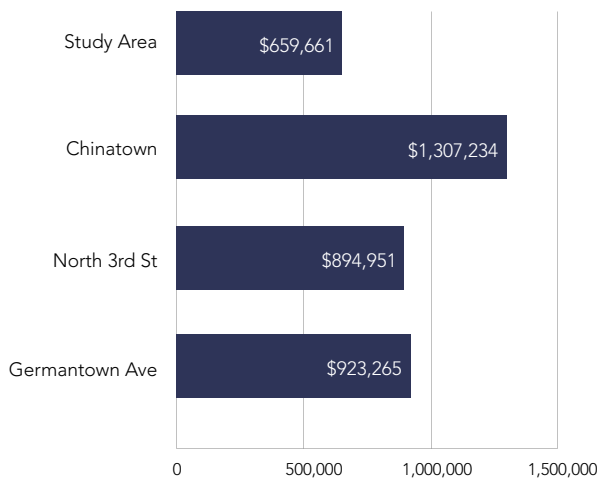 Study Area
$659,661
Chinatown
$1,307,234
North 3rd St
$894,951
Germantown Ave
$923,265
0
500,000
1,000,000
1,500,000